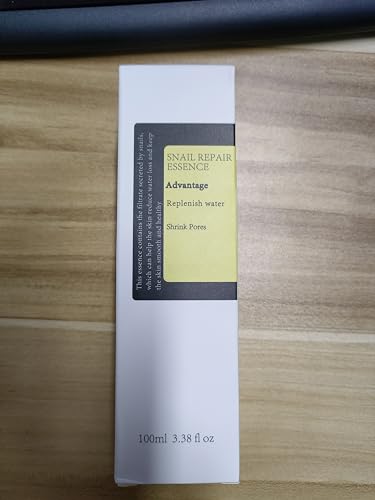 SNAIL REPAIR
ESSENCE
Advantage
Replenish water
Shrink Pores
This essence contains the filtrate secreted by snails,
which can help the skin reduce water loss and keep
the skin smooth and healthy
100ml 3.38 fl oz